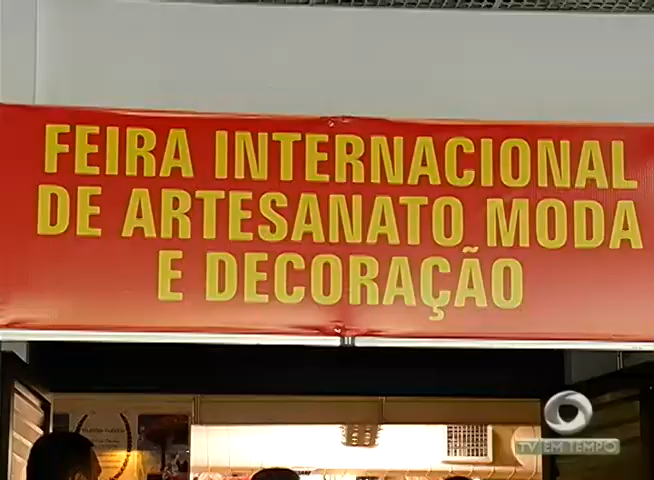 FEIRA INTERNACIONAL
DE ARTESANATO MODA
E DECORAÇÃO
TV EM TEMPO